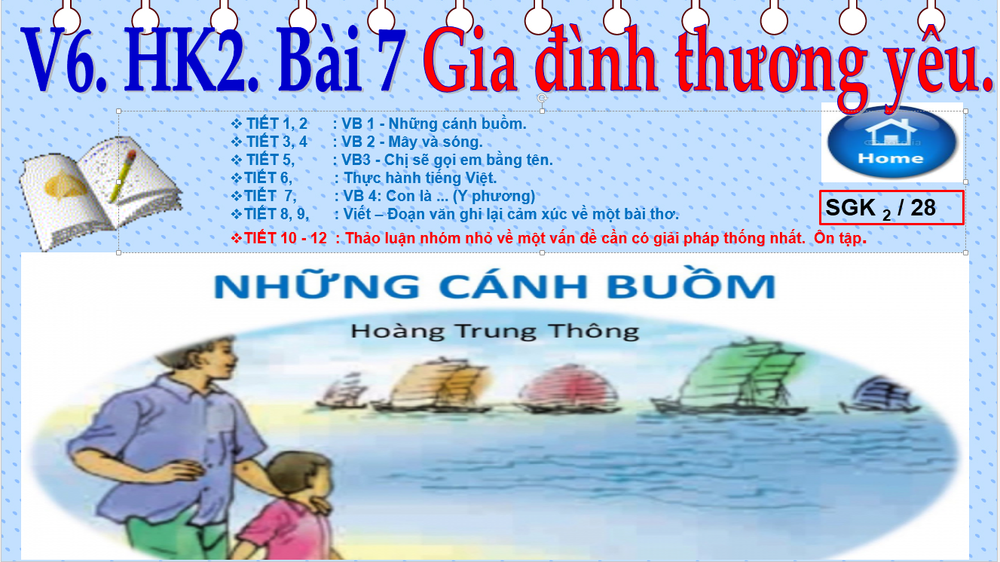 V6. HK2. Bài 7 Gia đình thương yêu.
❖ TIẾT 1, 2 : VB 1 - Những cánh buồm.
❖ TIẾT 3, 4 : VB 2 - Mây và sóng.
❖ TIẾT 5, : VB3 - Chị sẽ gọi em bằng tên.
❖TIẾT 6, : Thực hành tiếng Việt.
❖TIẾT 7, : VB 4: Con là ... (Y phương)
❖TIẾT 8, 9, : Viết – Đoạn văn ghi lại cảm xúc về một bài thơ.
❖TIẾT 10 - 12 : Thảo luận nhóm nhỏ về một vấn đề cần có giải pháp thống nhất. Ôn tập.
Home
SGK 2 / 28
NHỮNG CÁNH BUỒM
Hoàng Trung Thông